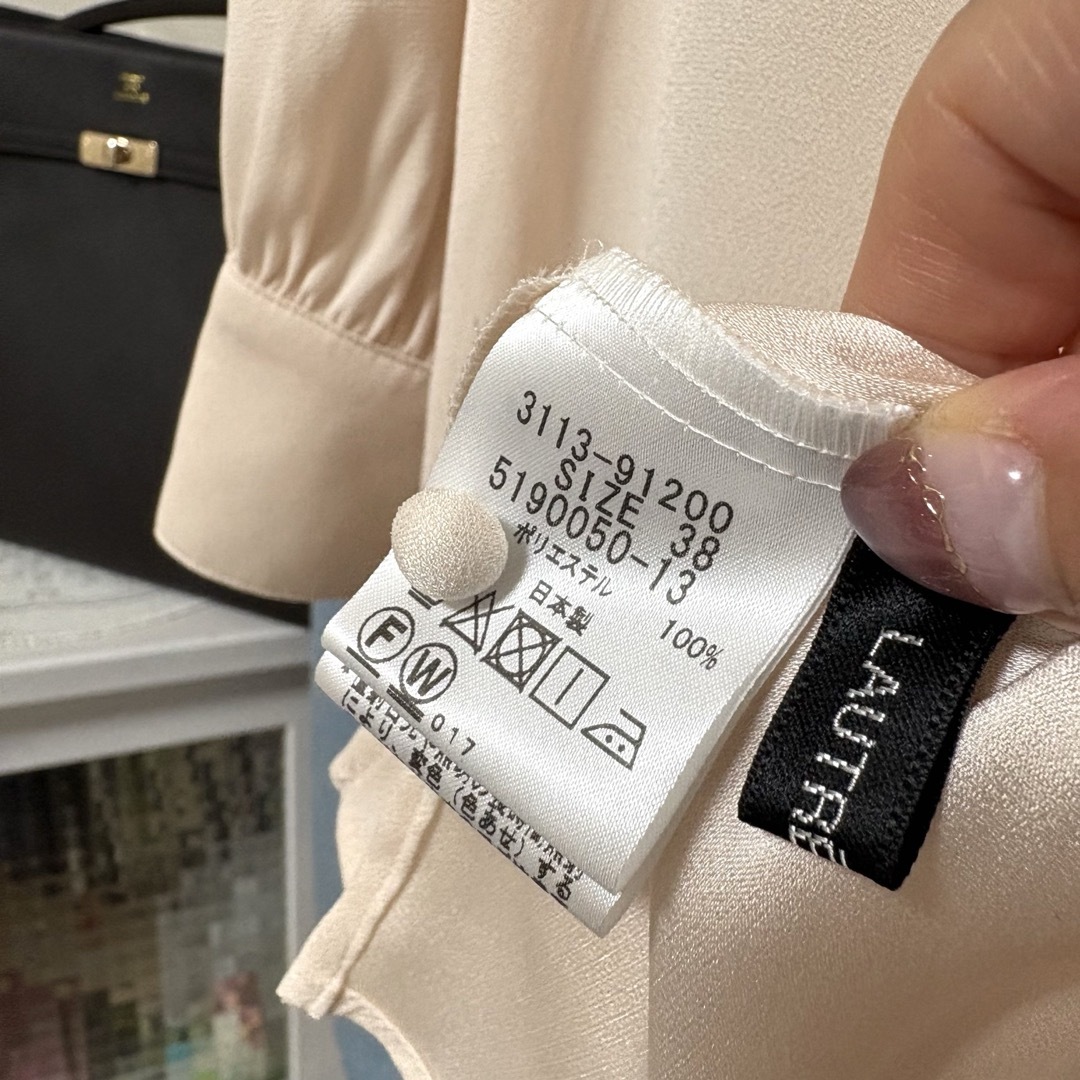 3113-91200
SIZE 38
5190050-13
ポリエステル 100%
日本製
F W
017
により、変色(色あせ)する
LAUTRE